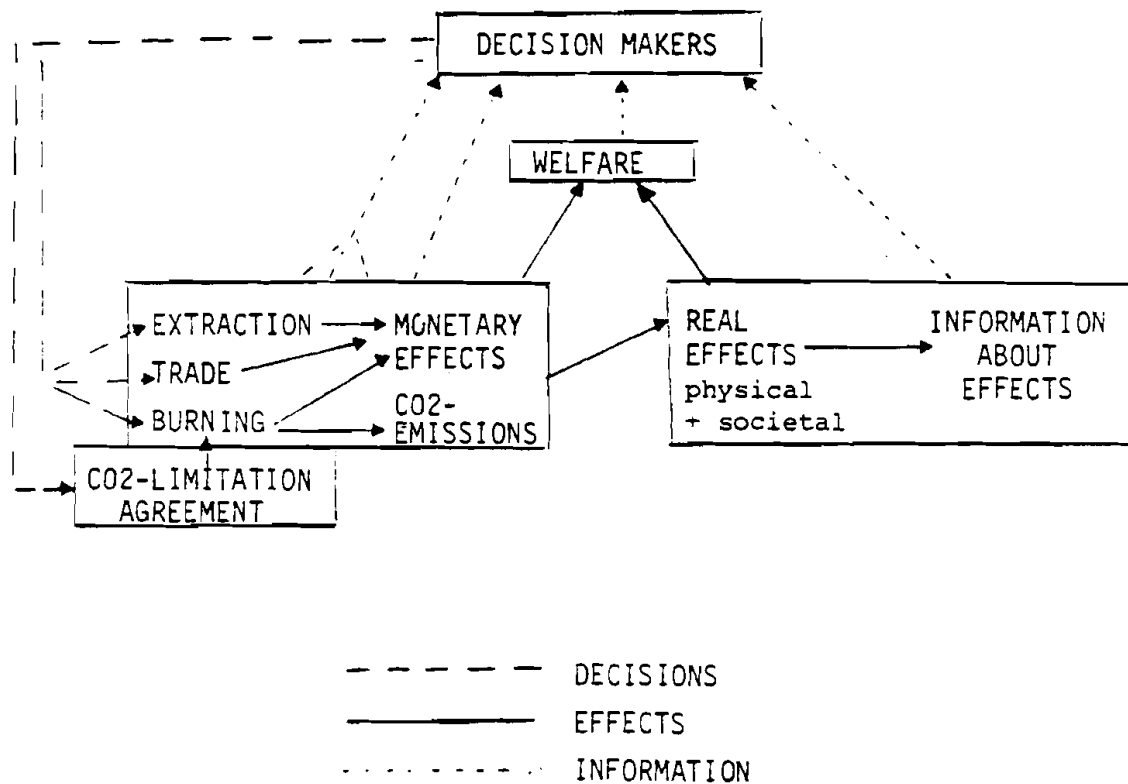 DECISION MAKERS
WELFARE
EXTRACTION
TRADE
BURNING
MONETARY
EFFECTS
CO2-
EMISSIONS
REAL
EFFECTS
physical
+ societal
INFORMATION
ABOUT
EFFECTS
CO2-LIMITATION
AGREEMENT
DECISIONS
EFFECTS
INFORMATION